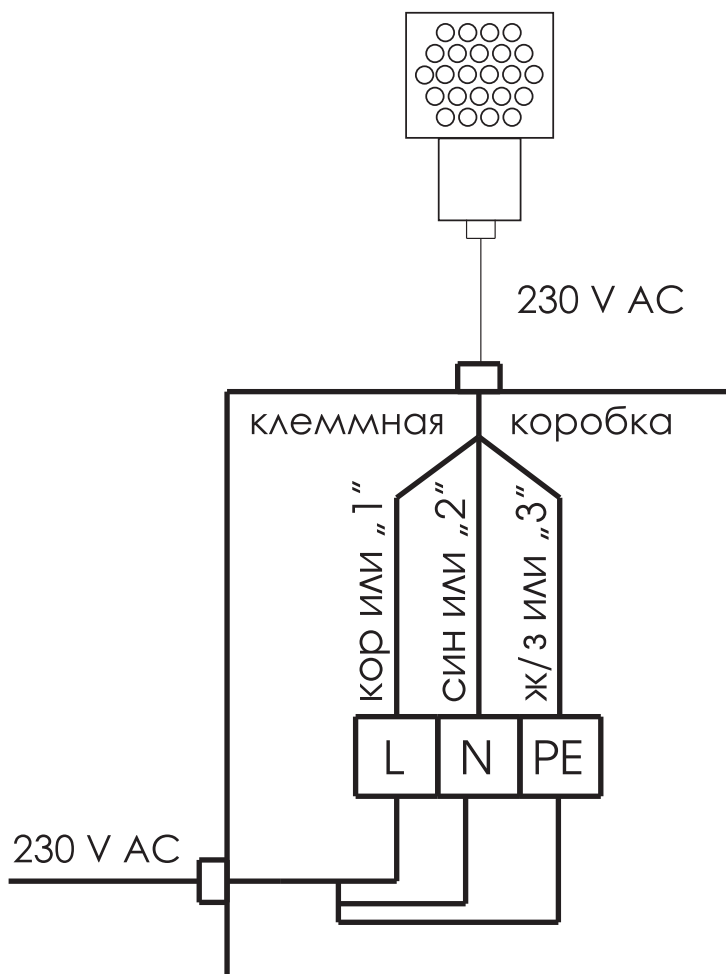 230 V AC
клеммная коробка
кор или „1“
син или „2“
ж/з или „3“
L N PE
230 V AC